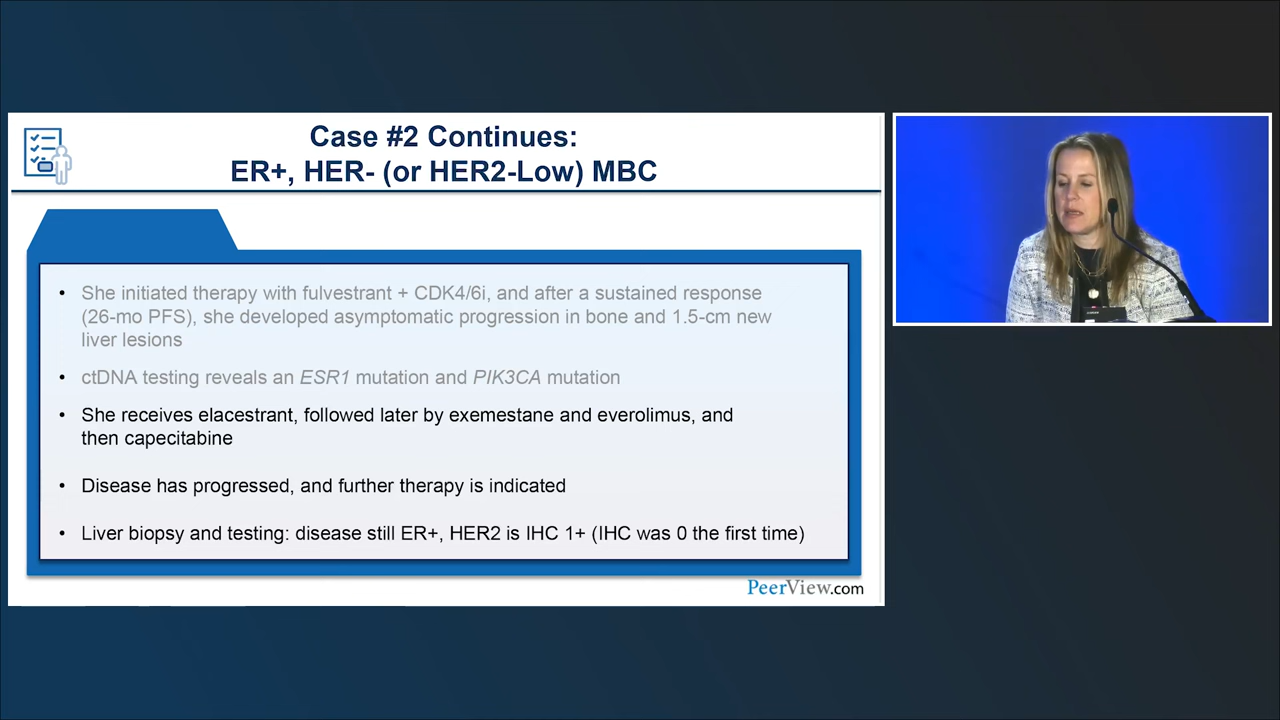 Case #2 Continues:
ER+, HER- (or HER2-Low) MBC
• She initiated therapy with fulvestrant + CDK4/6i, and after a sustained response
(26-mo PFS), she developed asymptomatic progression in bone and 1.5-cm new
liver lesions
• ctDNA testing reveals an ESR1 mutation and PIK3CA mutation
• She receives elacestrant, followed later by exemestane and everolimus, and
then capecitabine
• Disease has progressed, and further therapy is indicated
• Liver biopsy and testing: disease still ER+, HER2 is IHC 1+ (IHC was 0 the first time)
PeerView.com